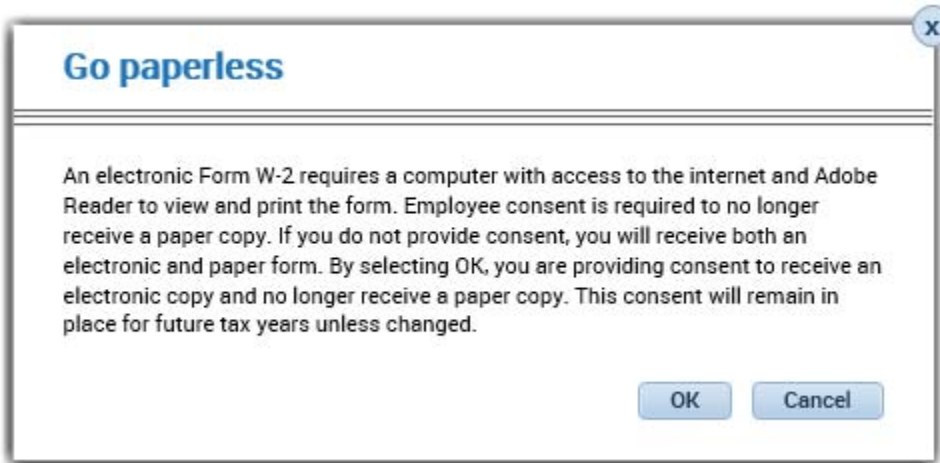 x
Go paperless
An electronic Form W-2 requires a computer with access to the internet and Adobe
Reader to view and print the form. Employee consent is required to no longer
receive a paper copy. If you do not provide consent, you will receive both an
electronic and paper form. By selecting OK, you are providing consent to receive an
electronic copy and no longer receive a paper copy. This consent will remain in
place for future tax years unless changed.
OK Cancel